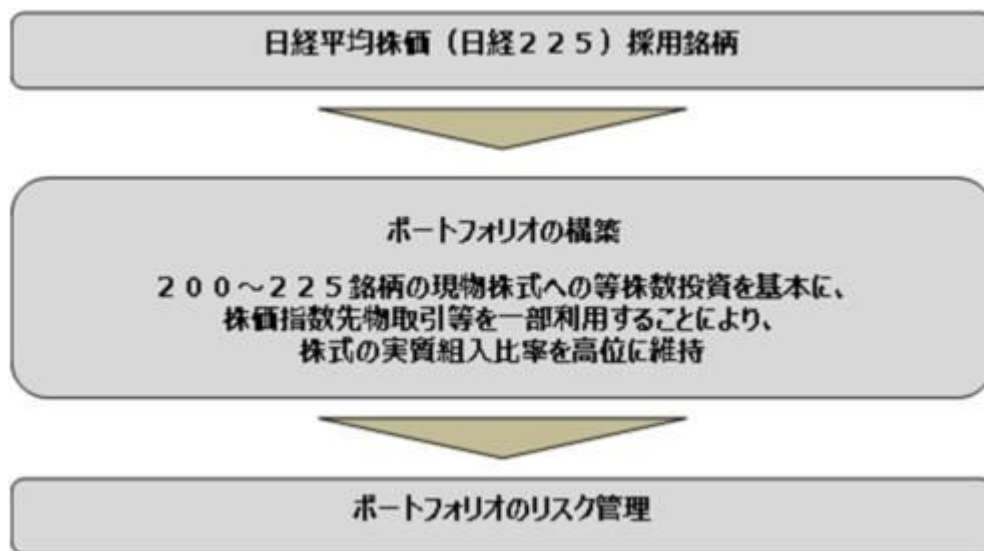 日経平均株価（日経２２５）採用銘柄
ポートフォリオの構築
２００～２２５銘柄の現物株式への等株数投資を基本に、
株価指数先物取引等を一部利用することにより、
株式の実質組入比率を高位に維持
ポートフォリオのリスク管理